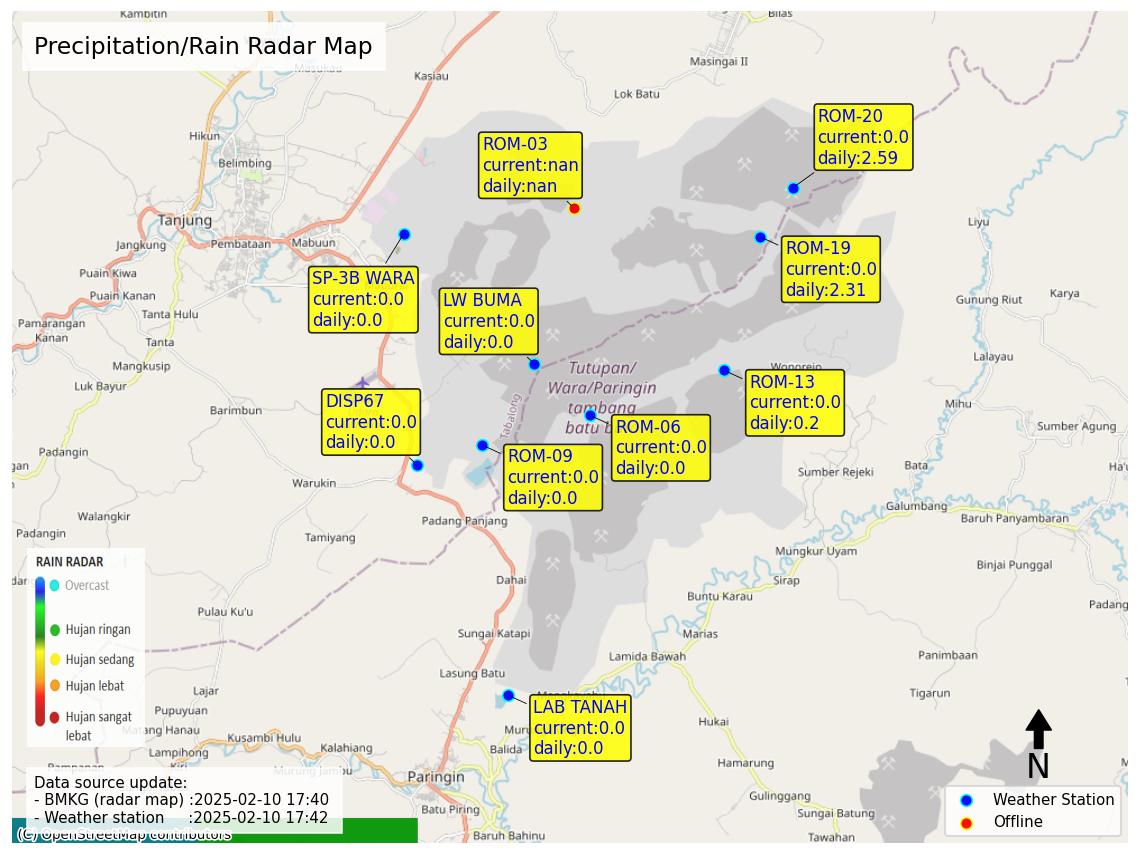 Kambitin
Bilas
Precipitation/Rain Radar Map
Masukau
Kasiau
Masingai II
Lok Batu
ROM-20
current:0.0
daily:2.59
Hikun
Belimbing
ROM-03
current:nan
daily:nan
Tanjung
Jangkung
Pembataan
Mabuun
Liyu
ROM-19
current:0.0
daily:2.31
Puain Kiwa
Puain Kanan
SP-3B WARA
current:0.0
daily:0.0
LW BUMA
current:0.0
daily:0.0
Gunung Riut
Karya
Tanta Hulu
Pamarangan
Kanan
Tanta
Mangkusip
Luk Bayur
Lalayau
Wonorejo
Tutupan/
Wara/Paringin
tambang
batu b
ROM-13
current:0.0
daily:0.2
DISP67
current:0.0
daily:0.0
Barimbun
Tabalong
Mihu
ROM-06
current:0.0
daily:0.0
Sumber Agung
ROM-09
current:0.0
daily:0.0
Padangin
gan
Bata
Sumber Rejeki
Warukin
Galumbang
Baruh Panyambaran
Walangkir
Padangin
Padang Panjang
Tamiyang
Mungkur Uyam
Binjai Punggal
RAIN RADAR
Overcast
Hujan ringan
Hujan sedang
Hujan lebat
Hujan sangat
lebat
Dahai
Sirap
Buntu Karau
Padang
Pulau Ku'u
Sungai Katapi
Marias
Lamida Bawah
Panimbaan
Lasung Batu
Lajar
Tigarun
Pupuyuan
LAB TANAH
current:0.0
daily:0.0
Hukai
Matang Hanau
Kusambi Hulu
Lampihong
Kalahiang
Balida
Muru
Murung Jambu
Hamarung
Paringin
N
Data source update:
- BMKG (radar map) :2025-02-10 17:40
- Weather station :2025-02-10 17:42
Gulinggang
Batu Piring
Sungai Batung
Weather Station
Offline
(C) OpenStreetMap contributors
Baruh Bahinu
Tawahan